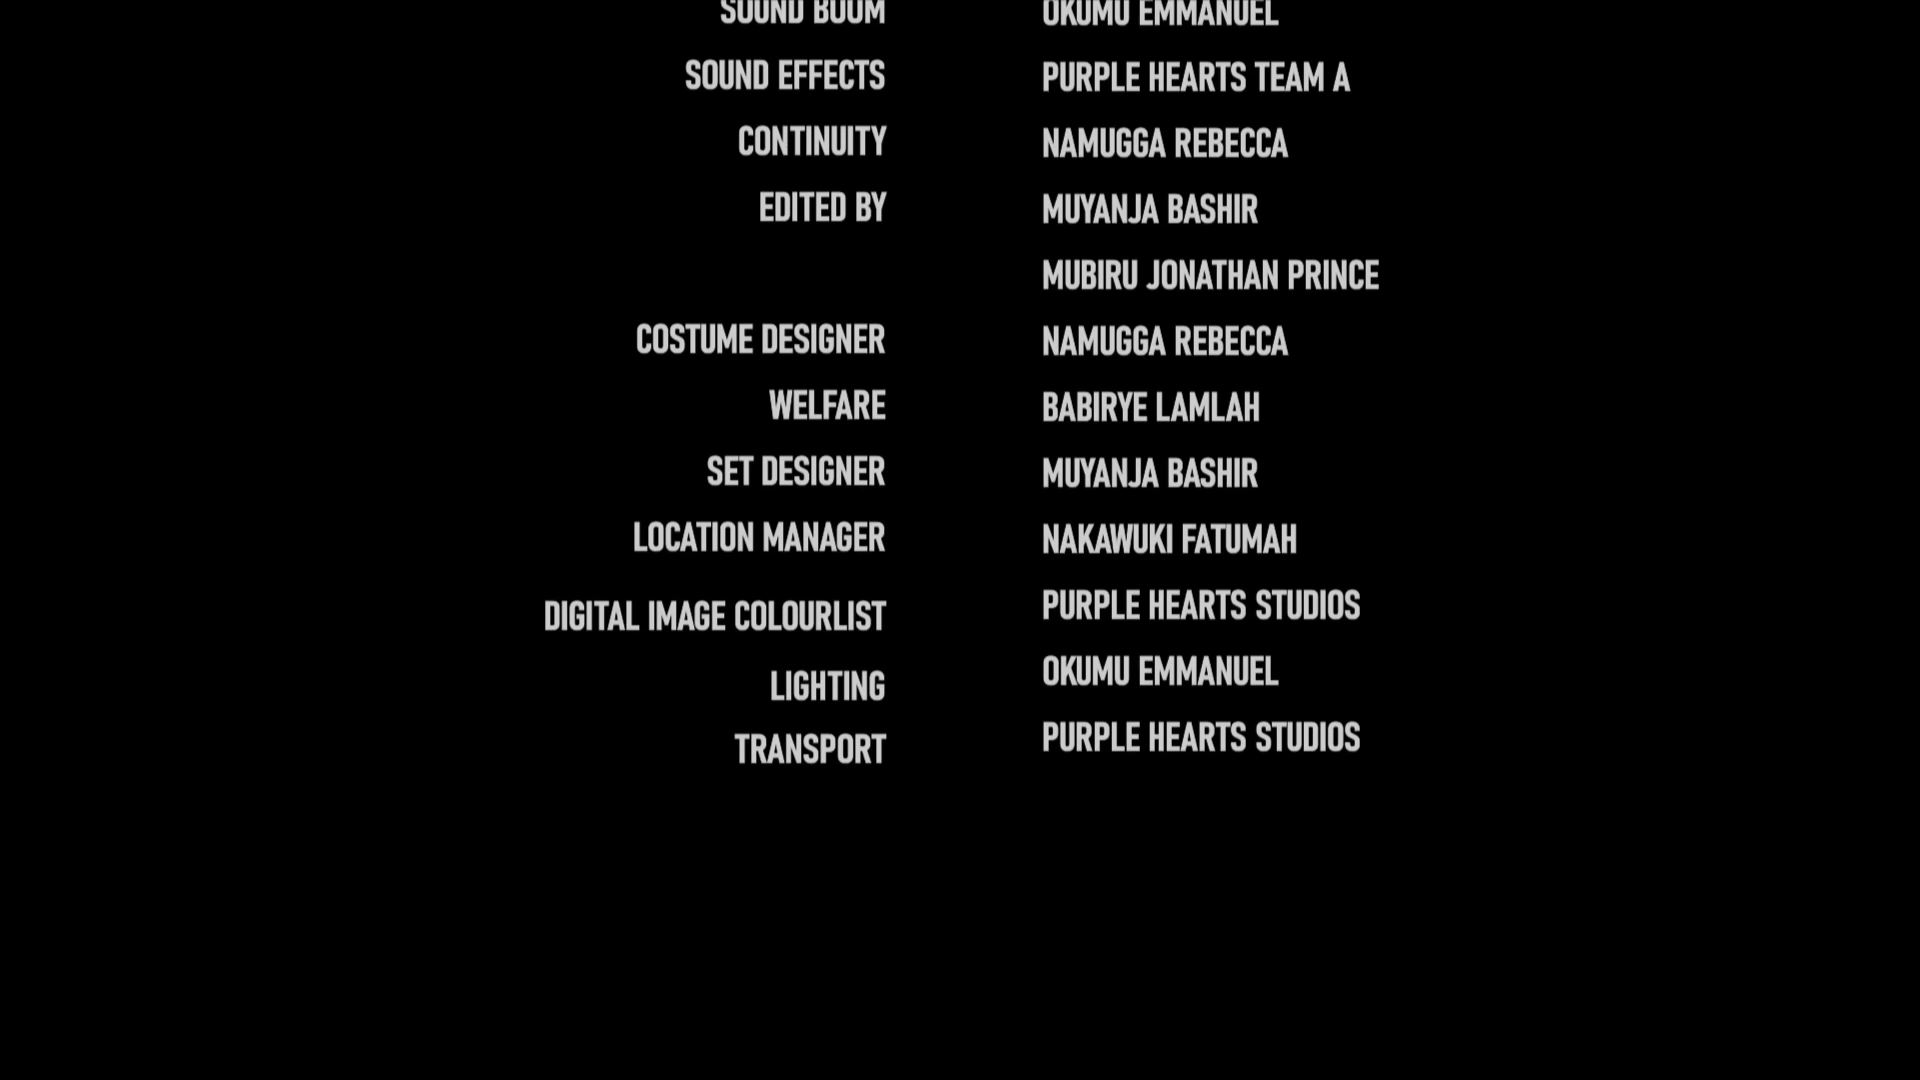 SOUND BOOM OKUMU EMMANUEL
SOUND EFFECTS PURPLE HEARTS TEAM A
CONTINUITY NAMUGGA REBECCA
EDITED BY MUYANJA BASHIR
MUBIRU JONATHAN PRINCE
COSTUME DESIGNER NAMUGGA REBECCA
WELFARE BABIRYE LAMLAH
SET DESIGNER MUYANJA BASHIR
LOCATION MANAGER NAKAWUKI FATUMAH
DIGITAL IMAGE COLOURLIST PURPLE HEARTS STUDIOS
LIGHTING OKUMU EMMANUEL
TRANSPORT PURPLE HEARTS STUDIOS